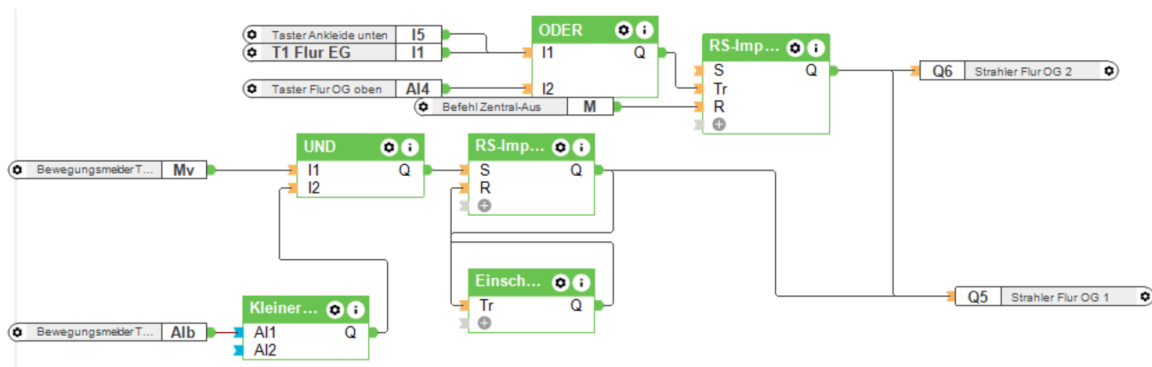 Taster Ankleide unten I5
T1 Flur EG I1
Taster Flur OG oben AI4
ODER
I1 Q
I2
Befehl Zentral-Aus M
RS-Imp...
S Q
Tr
R
Q6 Strahler Flur OG 2
Bewegungsmelder T... Mv
UND
I1 Q
I2
RS-Imp...
S Q
R
Einsch...
Tr Q
Q5 Strahler Flur OG 1
Bewegungsmelder T... AIb
Kleiner...
AI1 Q
AI2